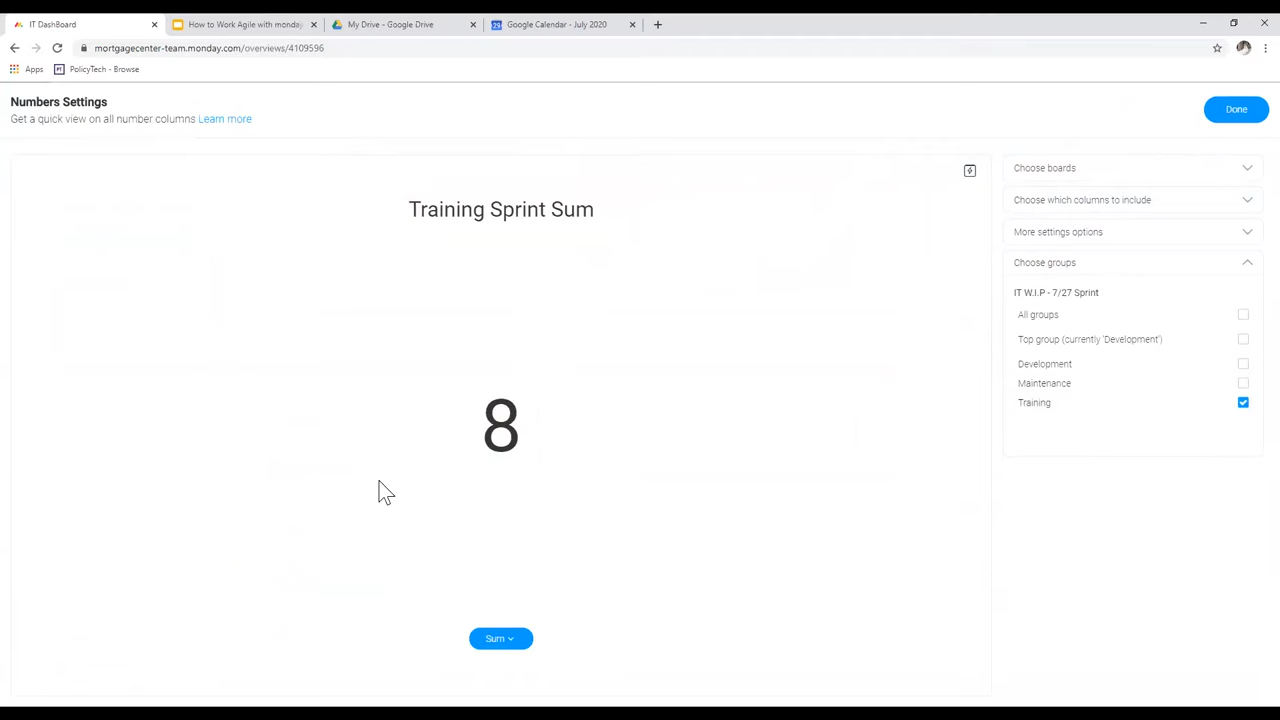 IT DashBoard
How to Work Agile with monday
My Drive - Google Drive
Google Calendar - July 2020
mortgagecenter-team.monday.com/overviews/4109596
Apps
PT
PolicyTech - Browse
Numbers Settings
Get a quick view on all number columns Learn more
Done
Training Sprint Sum
8
Sum
Choose boards
Choose which columns to include
More settings options
Choose groups
IT W.I.P - 7/27 Sprint
All groups
Top group (currently 'Development')
Development
Maintenance
Training